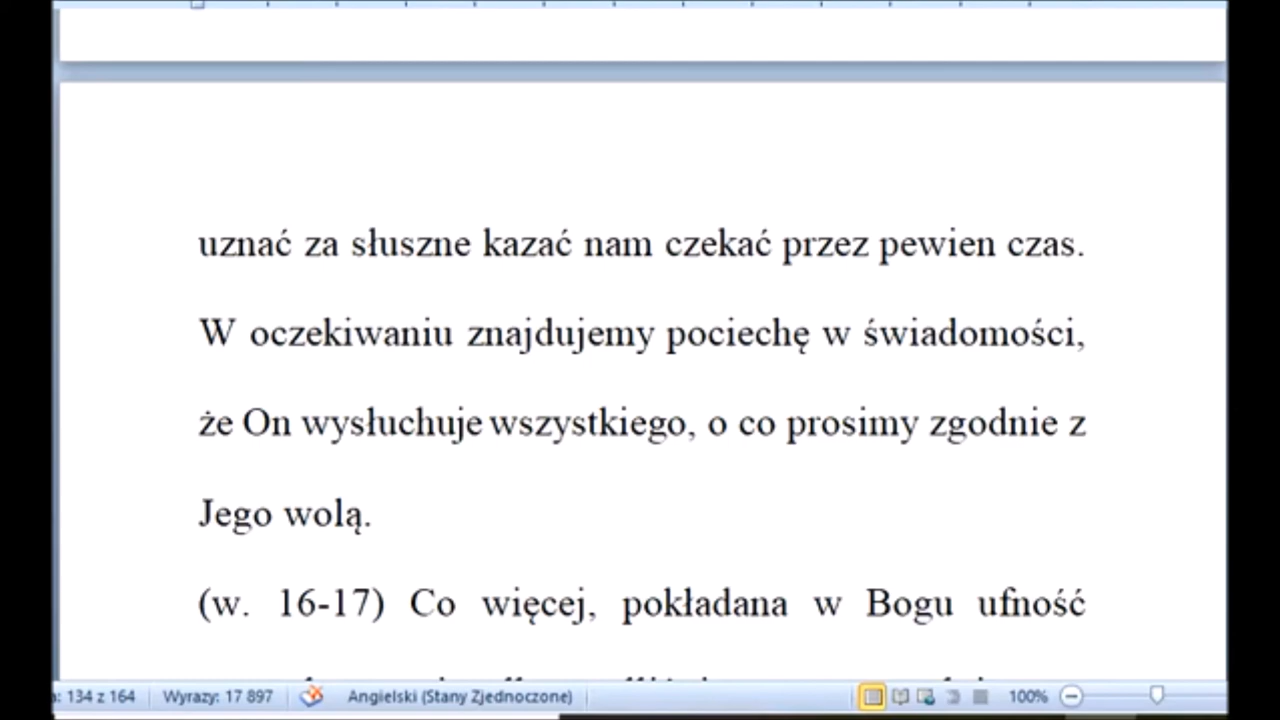 uznać za słuszne kazać nam czekać przez pewien czas.
W oczekiwaniu znajdujemy pociechę w świadomości,
że On wysłuchuje wszystkiego, o co prosimy zgodnie z
Jego wolą.
(w. 16-17) Co więcej, pokładana w Bogu ufność
: 134 z 164 Wyrazy: 17 897 Angielski (Stany Zjednoczone) 100%